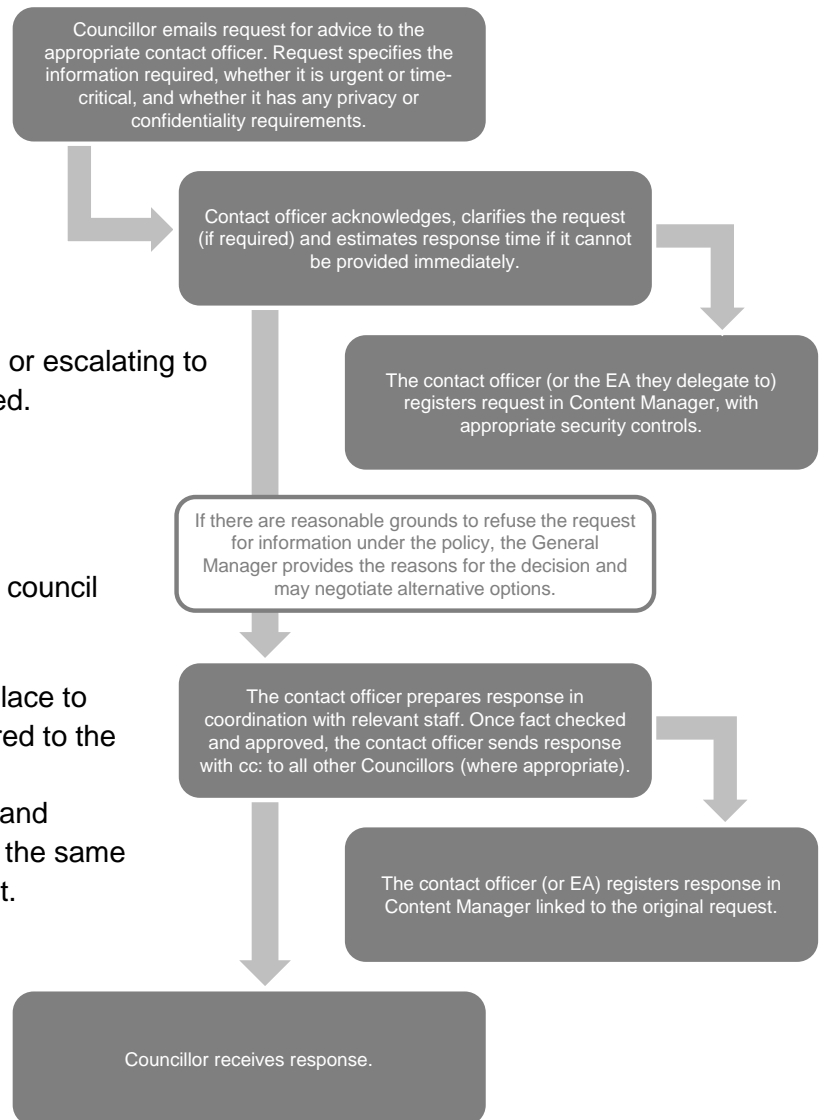 Councillor emails request for advice to the
appropriate contact officer. Request specifies the
information required, whether it is urgent or time-
critical, and whether it has any privacy or
confidentiality requirements.
Contact officer acknowledges, clarifies the request
(if required) and estimates response time if it cannot
be provided immediately.
or escalating to
ed.
The contact officer (or the EA they delegate to)
registers request in Content Manager, with
appropriate security controls.
If there are reasonable grounds to refuse the request
for information under the policy, the General
Manager provides the reasons for the decision and
may negotiate alternative options.
council
lace to
red to the
and
the same
t.
The contact officer prepares response in
coordination with relevant staff. Once fact checked
and approved, the contact officer sends response
with cc: to all other Councillors (where appropriate).
The contact officer (or EA) registers response in
Content Manager linked to the original request.
Councillor receives response.